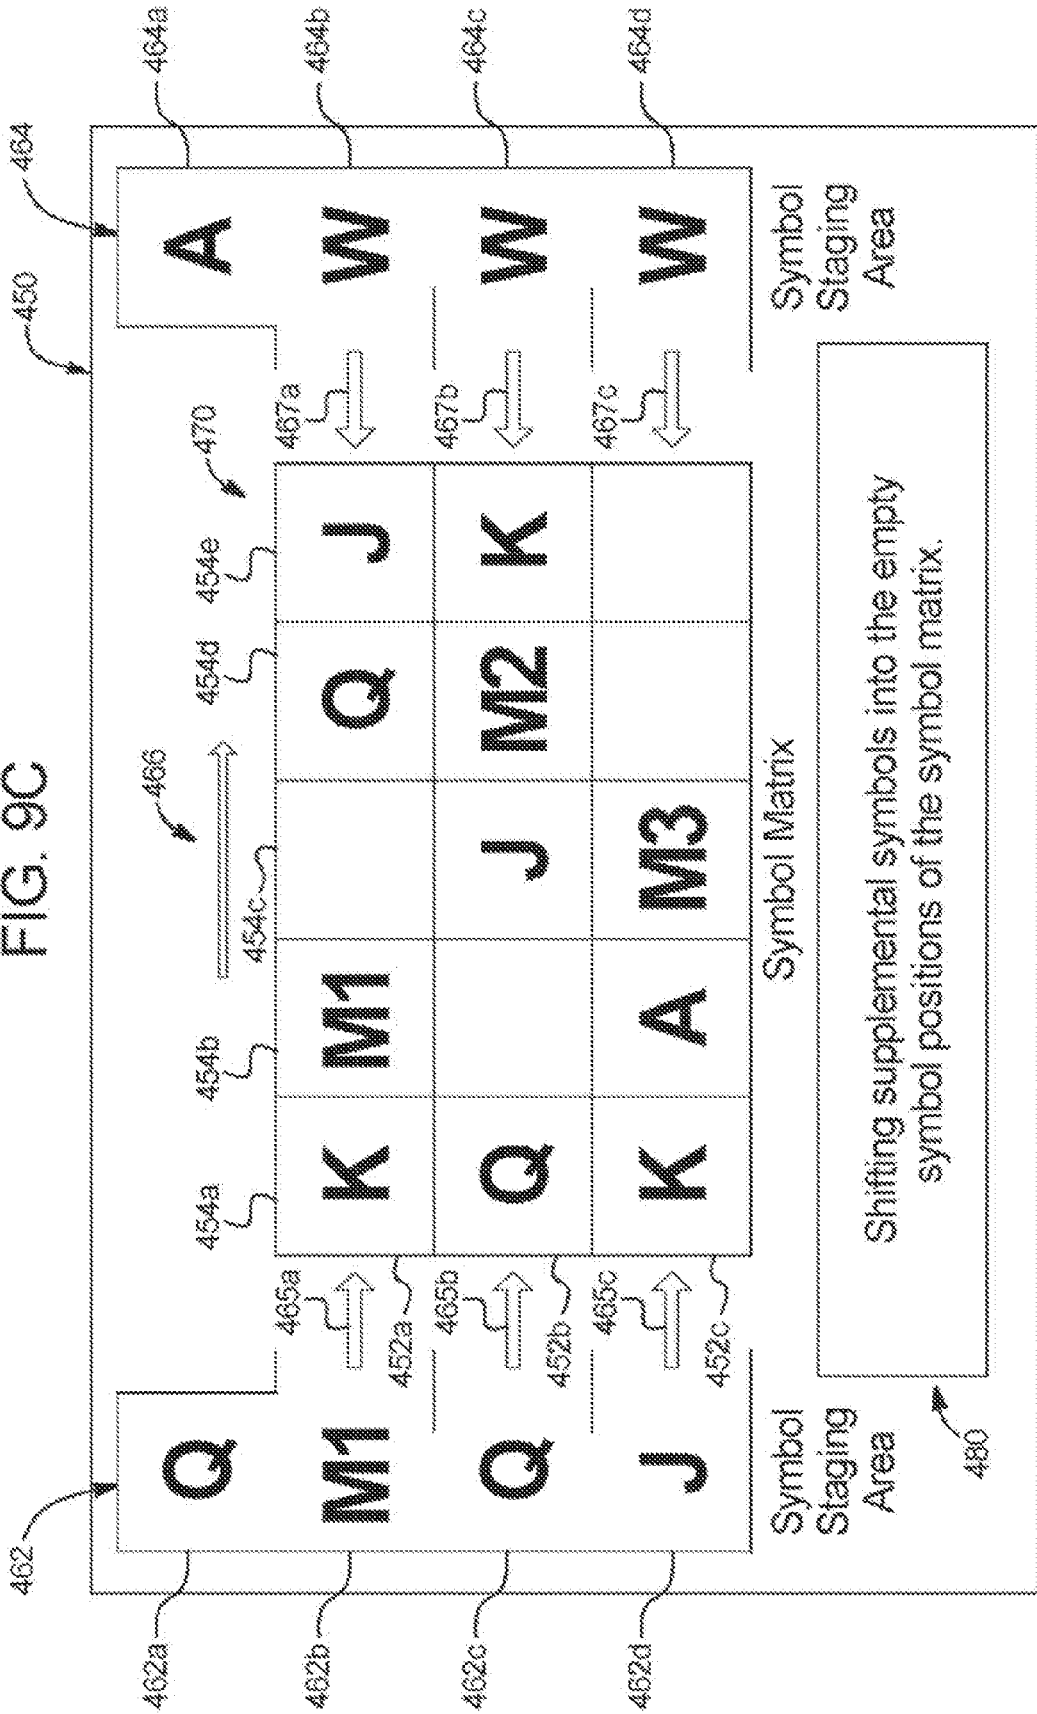 FIG. 9C
450
464
462
466
470
454a
454b
454c
454d
454e
462a
Q
A
464a
462b
M1
465a
452a
K
M1
Q
J
467a
W
464b
462c
Q
465b
452b
Q
J
M2
K
467b
W
464c
462d
J
465c
452c
K
A
M3
467c
W
464d
Symbol
Staging
Area
Symbol Matrix
Symbol
Staging
Area
480
Shifting supplemental symbols into the empty
symbol positions of the symbol matrix.